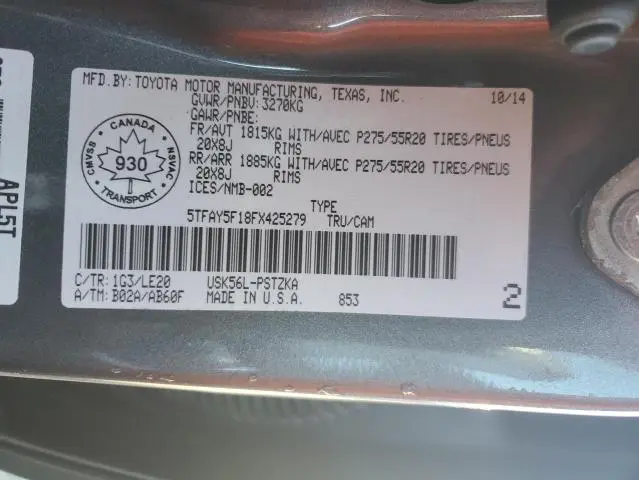 MFD.BY: TOYOTA MOTOR MANUFACTURING, TEXAS, INC. 10/14
GVWR/PNBV: 3270KG
GAWR/PNBE:
FR/AVT 1815KG WITH/AVEC P275/55R20 TIRES/PNEUS
20X8J RIMS
RR/ARR 1885KG WITH/AVEC P275/55R20 TIRES/PNEUS
20X8J RIMS
ICES/NMB-002
CANADA
CMVSS 930 NSVAC
TRANSPORT
TYPE
5TFAY5F18FX425279 TRU/CAM
C/TR: 1G3/LE20 USK56L-PSTZKA
A/TM: B02A/AB60F MADE IN U.S.A. 853
2
APL5T